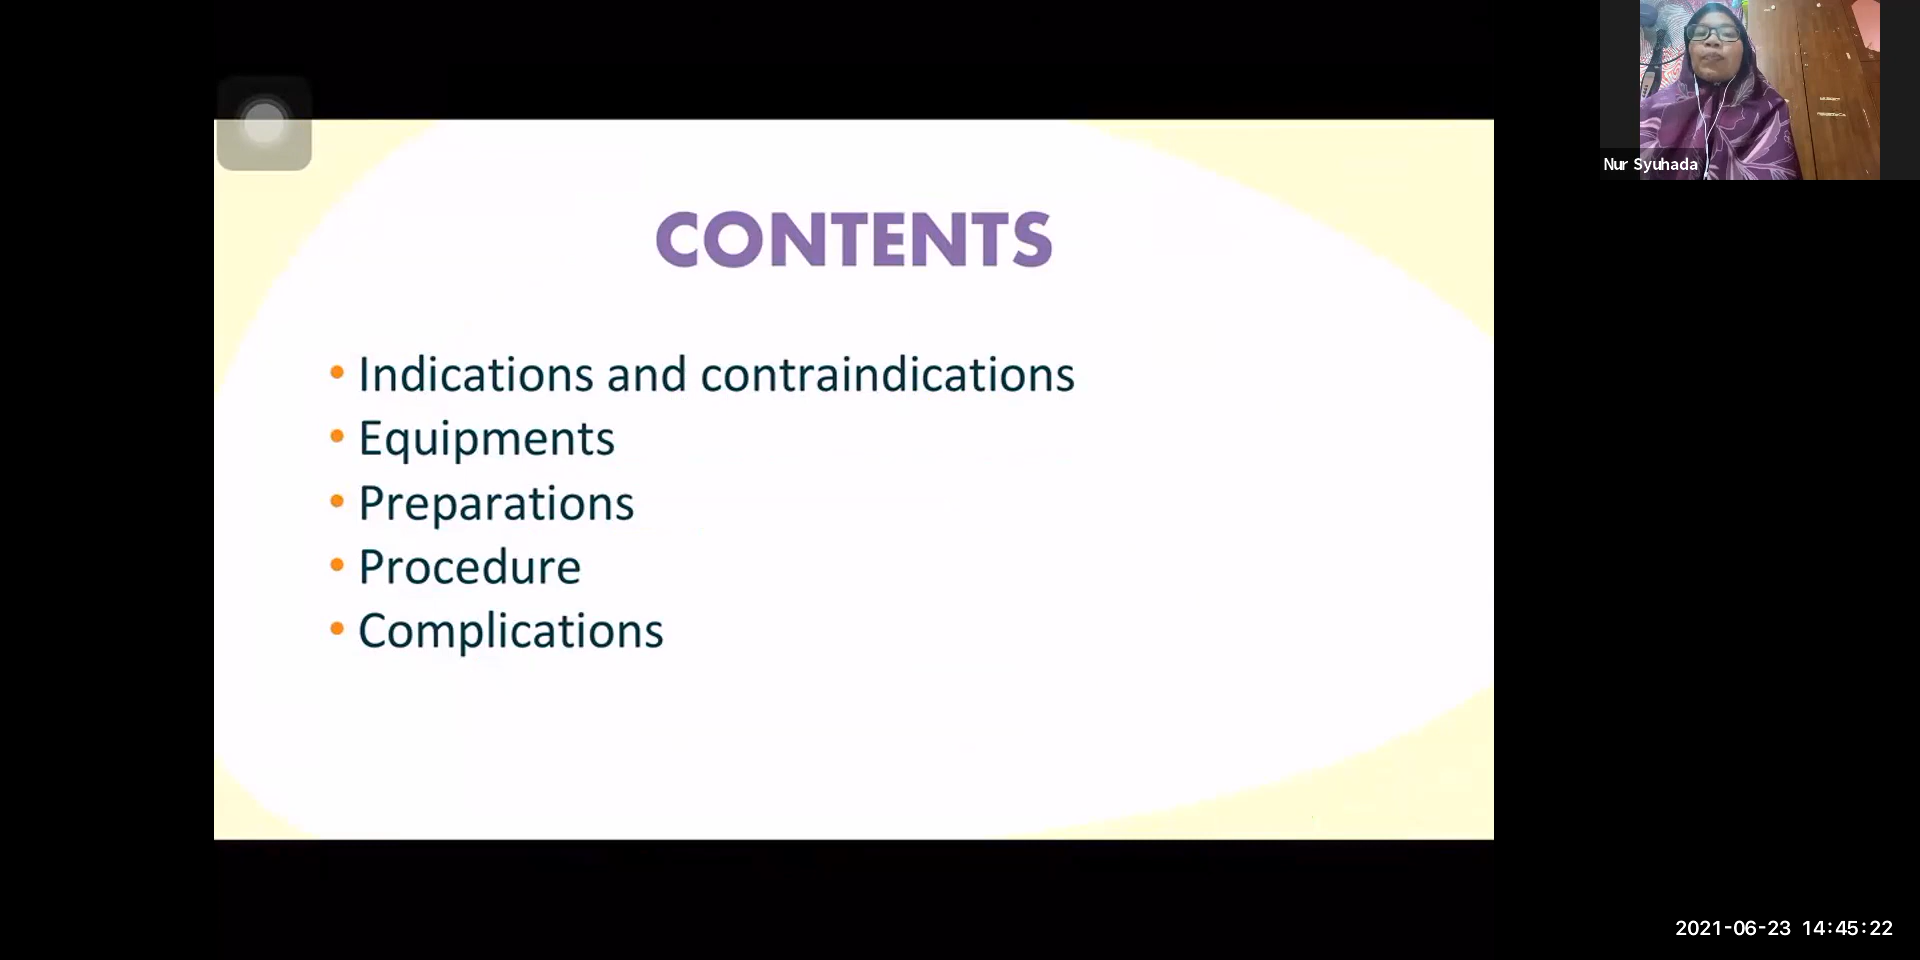 CONTENTS
• Indications and contraindications
• Equipments
• Preparations
• Procedure
• Complications
Nur Syuhada
2021-06-23 14:45:22